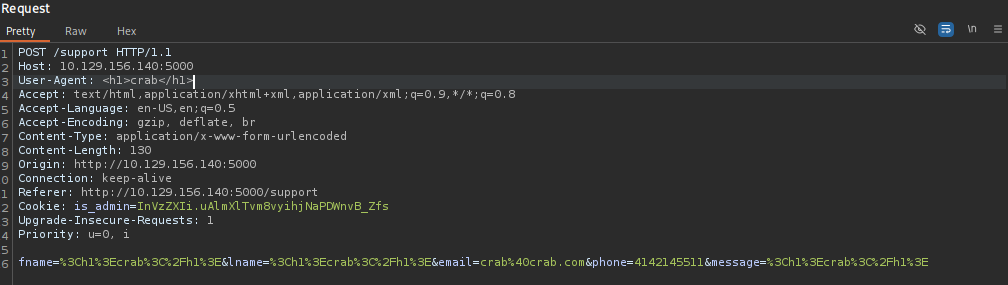 Request
Pretty Raw Hex \n
1 POST /support HTTP/1.1
2 Host: 10.129.156.140:5000
3 User-Agent: <h1>crab</h1>
4 Accept: text/html,application/xhtml+xml,application/xml;q=0.9,*/*;q=0.8
5 Accept-Language: en-US,en;q=0.5
6 Accept-Encoding: gzip, deflate, br
7 Content-Type: application/x-www-form-urlencoded
8 Content-Length: 130
9 Origin: http://10.129.156.140:5000
0 Connection: keep-alive
1 Referer: http://10.129.156.140:5000/support
2 Cookie: is_admin=InVzZXIi.uAlmXlTvm8vyihjNaPDWnvB_Zfs
3 Upgrade-Insecure-Requests: 1
4 Priority: u=0, i
5
6 fname=%3Ch1%3Ecrab%3C%2Fh1%3E&lname=%3Ch1%3Ecrab%3C%2Fh1%3E&email=crab%40crab.com&phone=4142145511&message=%3Ch1%3Ecrab%3C%2Fh1%3E